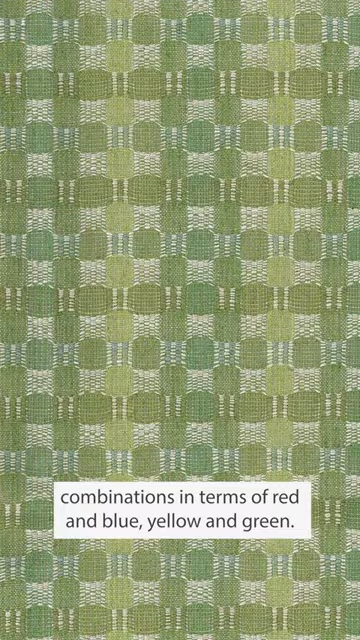 combinations in terms of red
and blue, yellow and green.